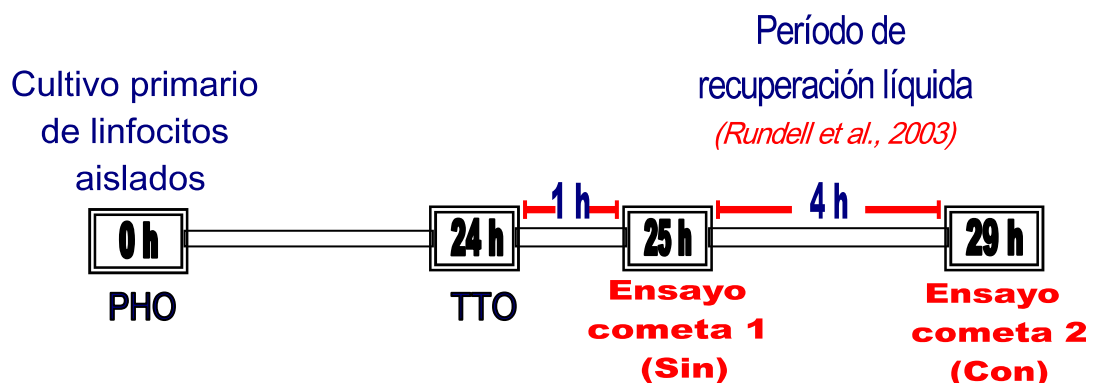 Cultivo primario
de linfocitos
aislados
Período de
recuperación líquida
(Rundell et al., 2003)
1 h
4 h
0 h
24 h
25 h
29 h
PHO
TTO
Ensayo
cometa 1
(Sin)
Ensayo
cometa 2
(Con)